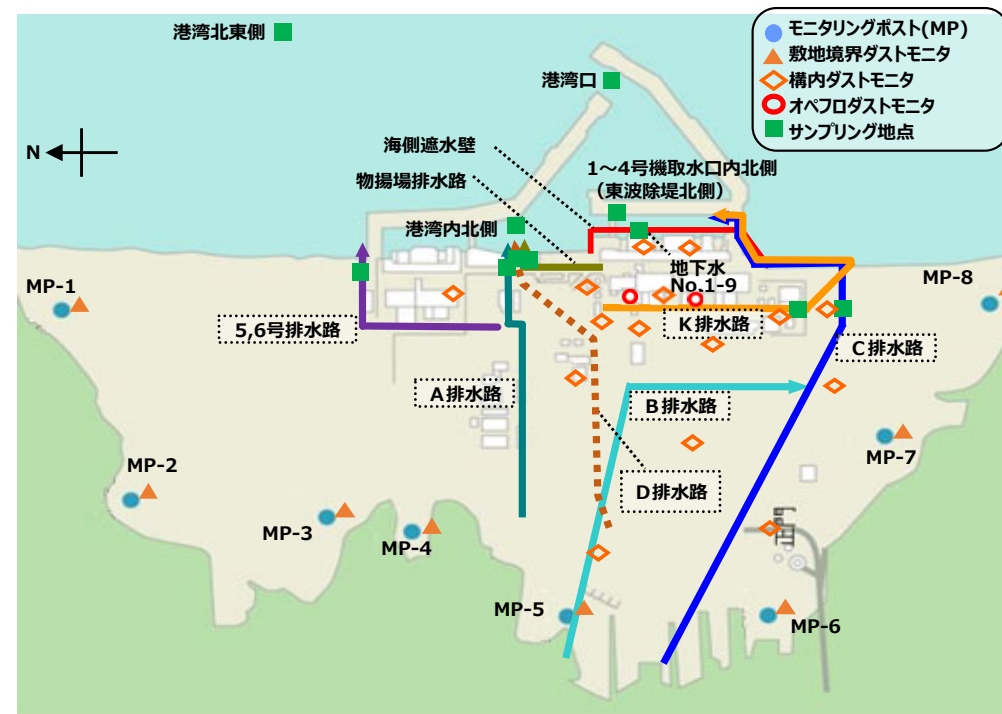 港湾北東側
モニタリングポスト(MP)
敷地境界ダストモニタ
構内ダストモニタ
オペフロダストモニタ
サンプリング地点
港湾口
N
海側遮水壁
物揚場排水路
1～4号機取水口内北側
（東波除堤北側）
港湾内北側
地下水
No.1-9
MP-1
MP-8
5,6号排水路
K排水路
C排水路
A排水路
B排水路
MP-7
MP-2
D排水路
MP-3
MP-4
正門
MP-5
MP-6